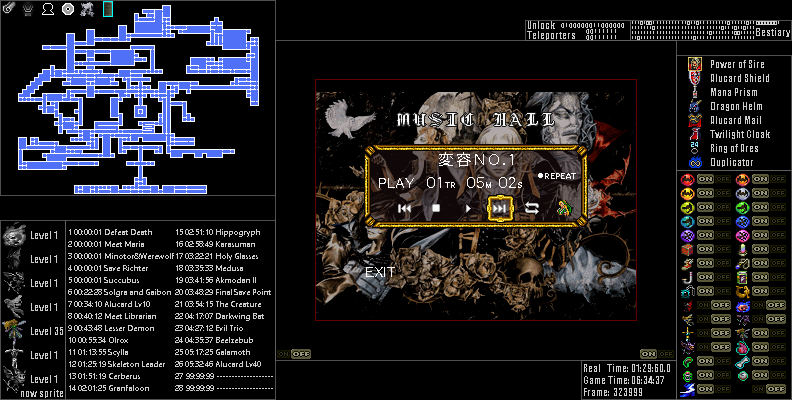 Unlock
Teleporters
Bestiary
MUSIC HALL
変容NO.1
PLAY 01TR 05M 02S
REPEAT
EXIT
Power of Sire
Alucard Shield
Mana Prism
Dragon Helm
Alucard Mail
Twilight Cloak
Ring of Ares
Duplicator
Level 1
Level 1
Level 1
Level 1
Level 35
Level 1
Level 1
now sprite
1 00:00:01 Defeat Death
2 00:00:01 Meet Maria
3 00:00:01 Minotor&Werewolf
4 00:00:01 Save Richter
5 00:00:01 Succubus
6 00:22:28 Solgra and Gaibon
7 00:34:10 Alucard Lv10
8 00:40:12 Meet Librarian
9 00:43:48 Lesser Demon
10 00:55:34 Olrox
11 01:13:55 Scylla
12 01:25:19 Skeleton Leader
13 01:51:19 Cerberus
14 02:01:25 Granfaloon
15 02:51:10 Hippogryph
16 02:58:49 Karasuman
17 03:22:21 Holy Glasses
18 03:35:33 Medusa
19 03:41:56 Akmodan II
20 03:48:29 Final Save Point
21 03:54:15 The Creature
22 04:17:07 Darkwing Bat
23 04:27:12 Evil Trio
24 04:35:37 Beelzebub
25 05:17:25 Galamoth
26 05:32:46 Alucard Lv40
27 99:99:99 ----------------
28 99:99:99 ----------------
ON OFF
ON OFF
Real Time:01:29:60.0
Game Time:06:34:37
Frame: 323999